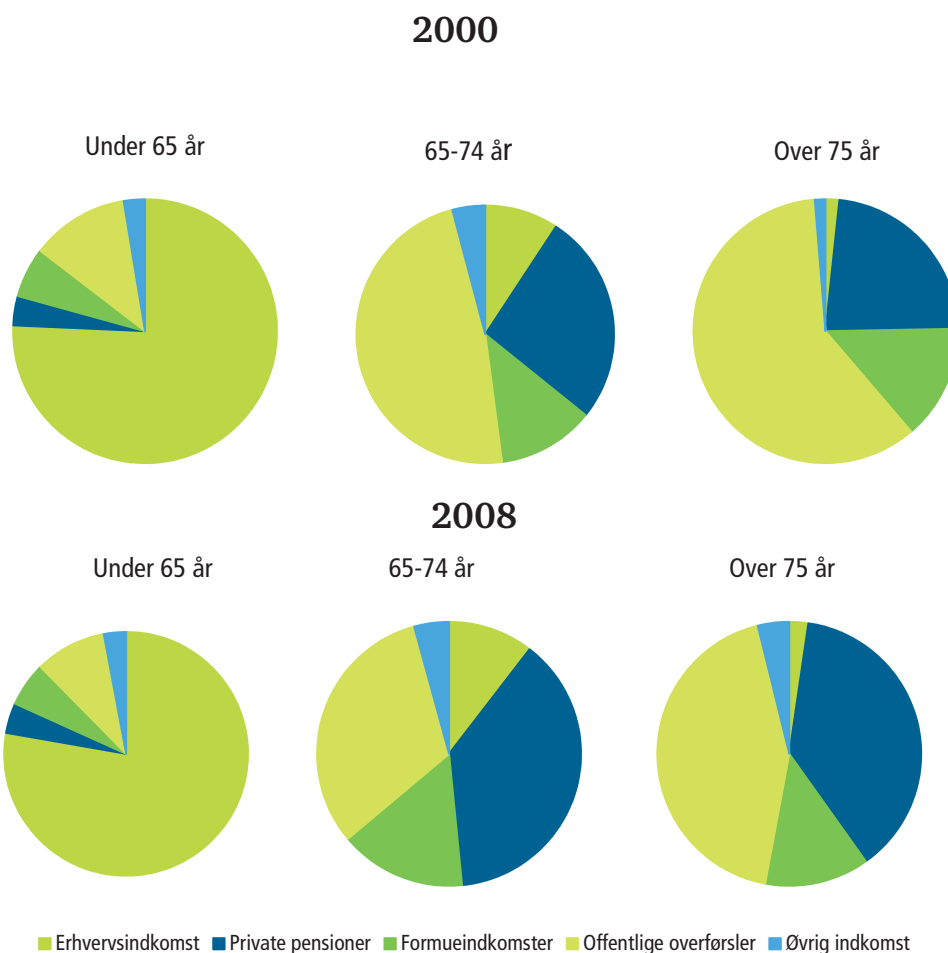 2000
Under 65 år
65-74 år
Over 75 år
2008
Under 65 år
65-74 år
Over 75 år
Erhvervsindkomst Private pensioner Formueindkomster Offentlige overførsler Øvrig indkomst